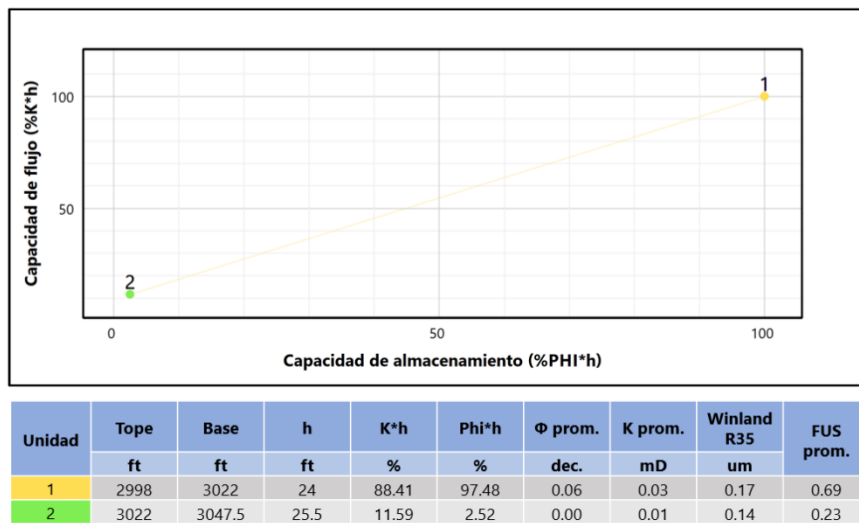 Capacidad de flujo (%K*h)
100
50
1
2
0
50
100
Capacidad de almacenamiento (%PHI*h)
Unidad Tope Base h K*h Phi*h Φ prom. K prom. Winland R35 FUS prom.
ft ft ft % % dec. mD um
1 2998 3022 24 88.41 97.48 0.06 0.03 0.17 0.69
2 3022 3047.5 25.5 11.59 2.52 0.00 0.01 0.14 0.23